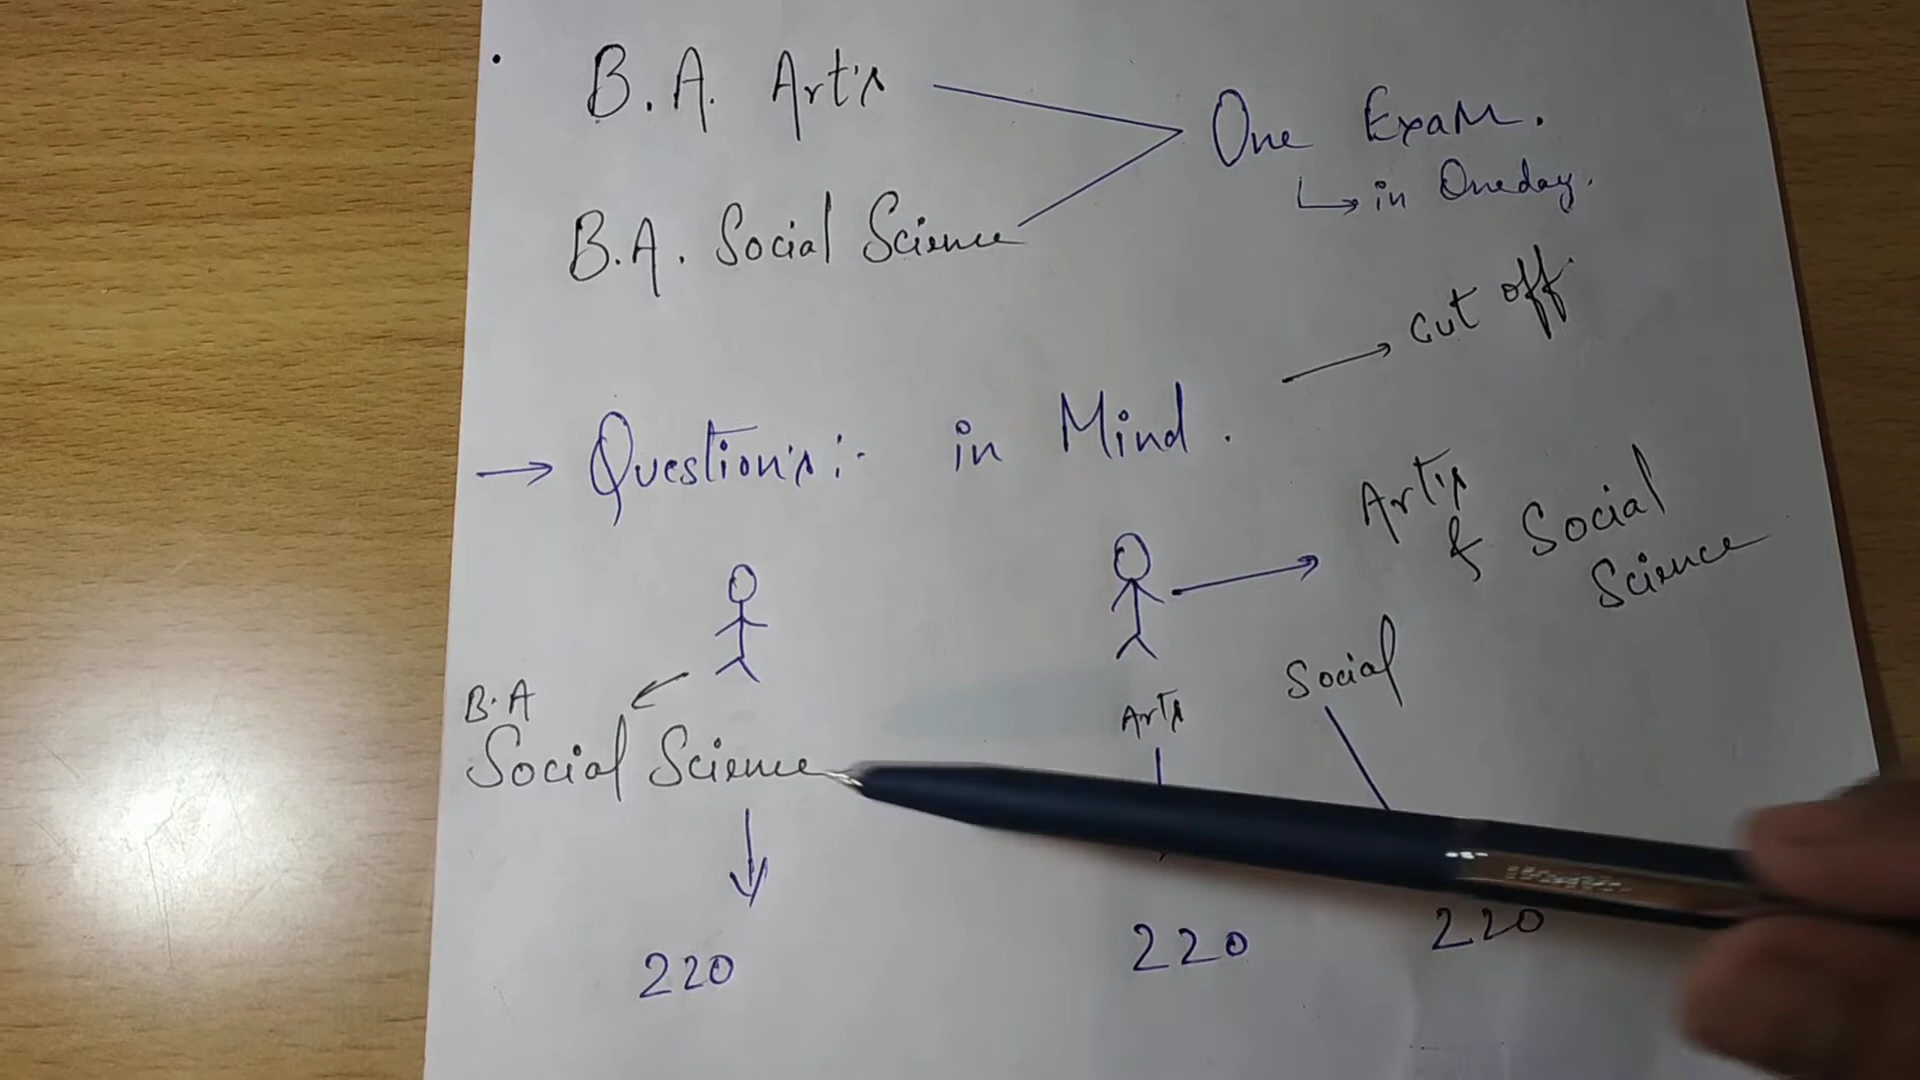 B.A. Art's
One Exam.
in Oneday.
B.A. Social Science
cut off
Question's :- in Mind.
Art's
& Social
Science
B.A
Social Science
Art's
Social
220
220
220